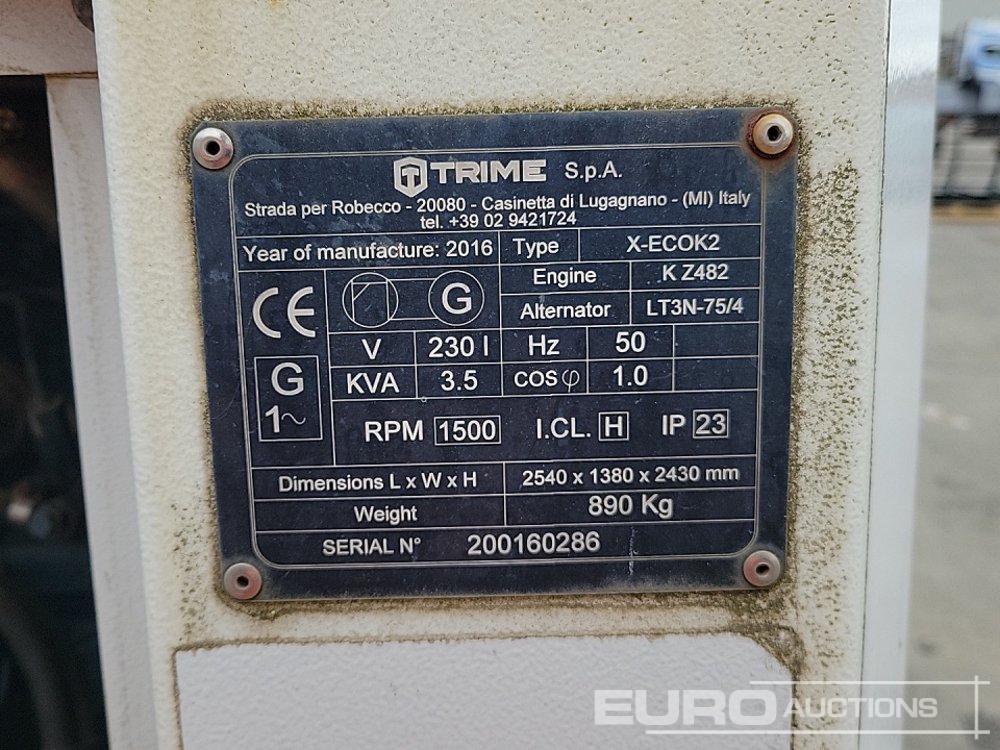 TRIME S.p.A.
Strada per Robecco - 20080 - Casinetta di Lugagnano - (MI) Italy
tel. +39 02 9421724
Year of manufacture: 2016 Type X-ECOK2
Engine K Z482
CE G Alternator LT3N-75/4
V 230 I Hz 50
G KVA 3.5 COS φ 1.0
1~ RPM 1500 I.CL. H IP 23
Dimensions L x W x H 2540 x 1380 x 2430 mm
Weight 890 Kg
SERIAL N° 200160286
EURO AUCTIONS